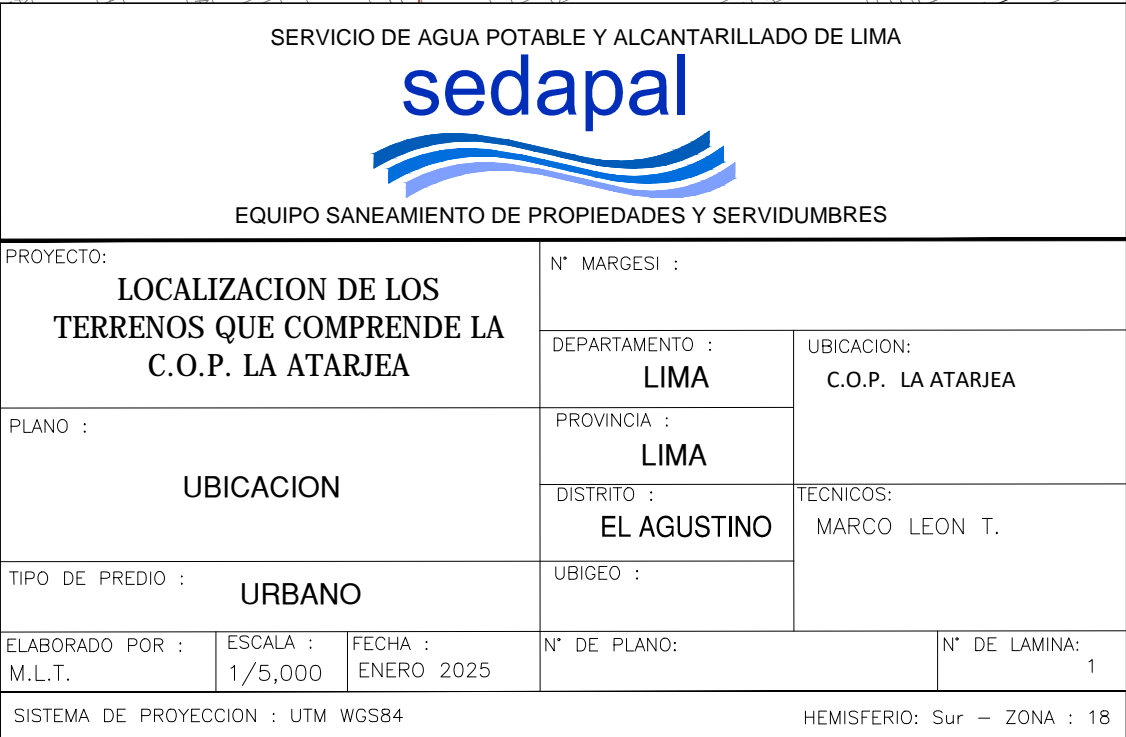 SERVICIO DE AGUA POTABLE Y ALCANTARILLADO DE LIMA
sedapal
EQUIPO SANEAMIENTO DE PROPIEDADES Y SERVIDUMBRES
PROYECTO:
LOCALIZACION DE LOS
TERRENOS QUE COMPRENDE LA
C.O.P. LA ATARJEA
N° MARGESI :
DEPARTAMENTO :
LIMA
UBICACION:
C.O.P. LA ATARJEA
PLANO :
UBICACION
PROVINCIA :
LIMA
DISTRITO :
EL AGUSTINO
TECNICOS:
MARCO LEON T.
TIPO DE PREDIO :
URBANO
UBIGEO :
ELABORADO POR :
M.L.T.
ESCALA :
1/5,000
FECHA :
ENERO 2025
N° DE PLANO:
N° DE LAMINA:
1
SISTEMA DE PROYECCION : UTM WGS84
HEMISFERIO: Sur – ZONA : 18